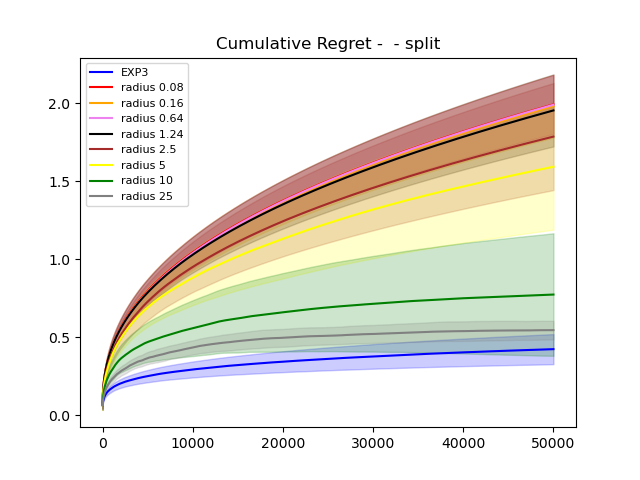 Cumulative Regret -  - split
EXP3
radius 0.08
radius 0.16
radius 0.64
radius 1.24
radius 2.5
radius 5
radius 10
radius 25
2.0
1.5
1.0
0.5
0.0
0 10000 20000 30000 40000 50000